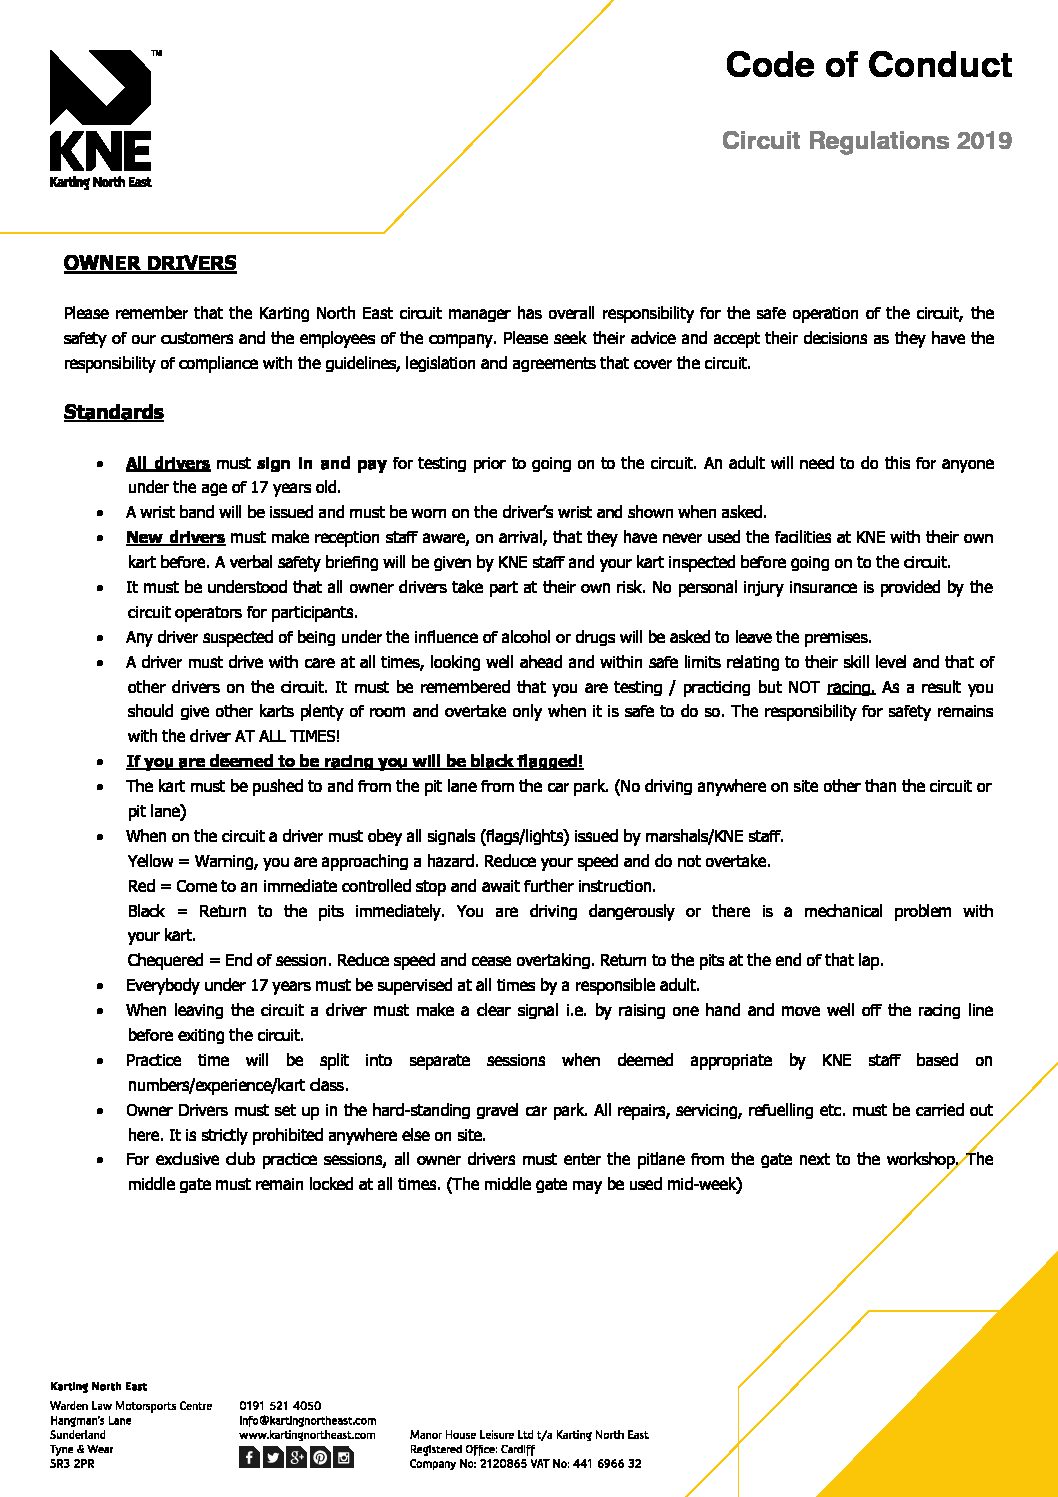 TM
KNE
Karting North East
Code of Conduct
Circuit Regulations 2019
OWNER DRIVERS
Please remember that the Karting North East circuit manager has overall responsibility for the safe operation of the circuit, the
safety of our customers and the employees of the company. Please seek their advice and accept their decisions as they have the
responsibility of compliance with the guidelines, legislation and agreements that cover the circuit.
Standards
• All drivers must sign in and pay for testing prior to going on to the circuit. An adult will need to do this for anyone
under the age of 17 years old.
• A wrist band will be issued and must be worn on the driver's wrist and shown when asked.
• New drivers must make reception staff aware, on arrival, that they have never used the facilities at KNE with their own
kart before. A verbal safety briefing will be given by KNE staff and your kart inspected before going on to the circuit.
• It must be understood that all owner drivers take part at their own risk. No personal injury insurance is provided by the
circuit operators for participants.
• Any driver suspected of being under the influence of alcohol or drugs will be asked to leave the premises.
• A driver must drive with care at all times, looking well ahead and within safe limits relating to their skill level and that of
other drivers on the circuit. It must be remembered that you are testing / practicing but NOT racing. As a result you
should give other karts plenty of room and overtake only when it is safe to do so. The responsibility for safety remains
with the driver AT ALL TIMES!
• If you are deemed to be racing you will be black flagged!
• The kart must be pushed to and from the pit lane from the car park. (No driving anywhere on site other than the circuit or
pit lane)
• When on the circuit a driver must obey all signals (flags/lights) issued by marshals/KNE staff.
Yellow = Warning, you are approaching a hazard. Reduce your speed and do not overtake.
Red = Come to an immediate controlled stop and await further instruction.
Black = Return to the pits immediately. You are driving dangerously or there is a mechanical problem with
your kart.
Chequered = End of session. Reduce speed and cease overtaking. Return to the pits at the end of that lap.
• Everybody under 17 years must be supervised at all times by a responsible adult.
• When leaving the circuit a driver must make a clear signal i.e. by raising one hand and move well off the racing line
before exiting the circuit.
• Practice time will be split into separate sessions when deemed appropriate by KNE staff based on
numbers/experience/kart class.
• Owner Drivers must set up in the hard-standing gravel car park. All repairs, servicing, refuelling etc. must be carried out
here. It is strictly prohibited anywhere else on site.
• For exclusive club practice sessions, all owner drivers must enter the pitlane from the gate next to the workshop. The
middle gate must remain locked at all times. (The middle gate may be used mid-week)
Karting North East
Warden Law Motorsports Centre
Hangman's Lane
Sunderland
Tyne & Wear
SR3 2PR
0191 521 4050
info@kartingnortheast.com
www.kartingnortheast.com
Manor House Leisure Ltd t/a Karting North East
Registered Office: Cardiff
Company No: 2120865 VAT No: 441 6966 32